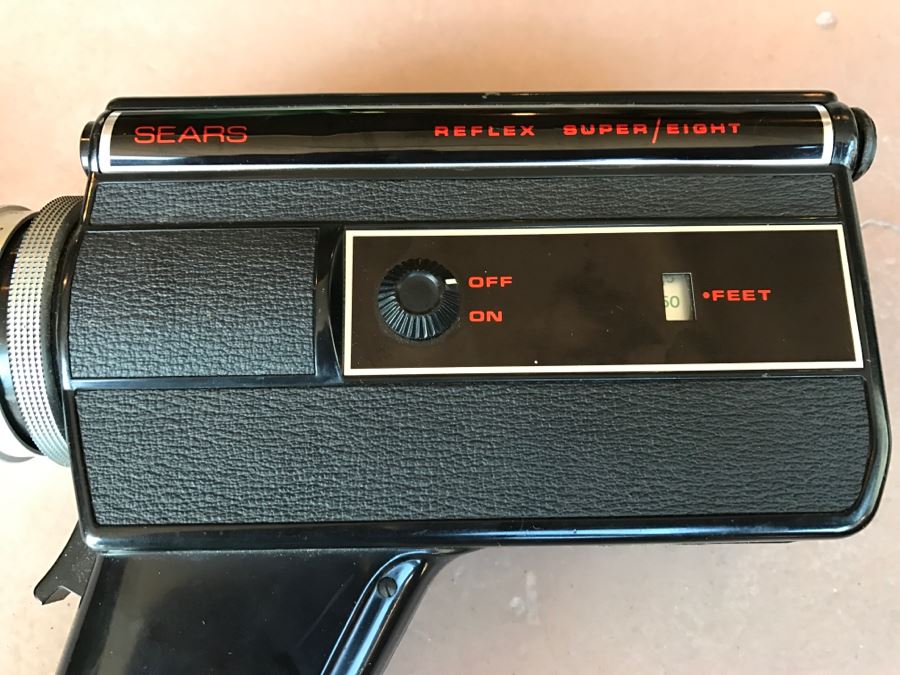 SEARS REFLEX SUPER/EIGHT
OFF
ON
50 •FEET